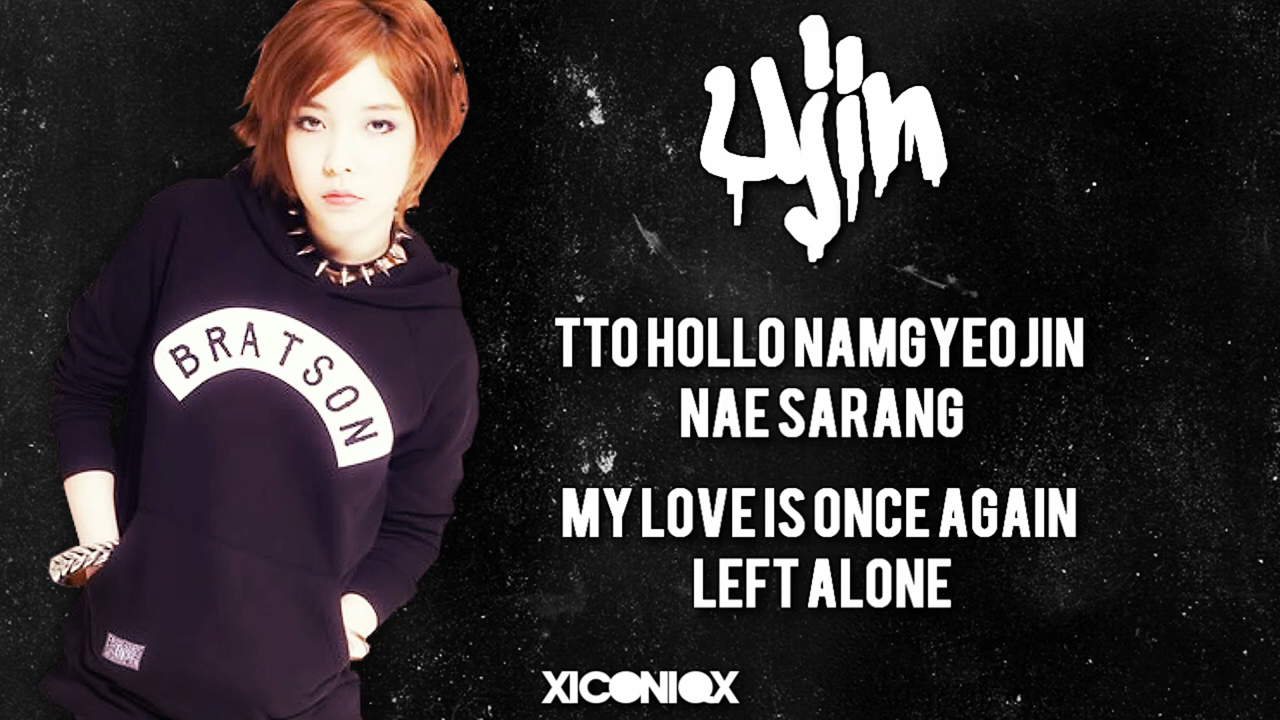 Ujin
BRATSON
TTO HOLLO NAMGYEOJIN
NAE SARANG
MY LOVE IS ONCE AGAIN
LEFT ALONE
XICONIQX